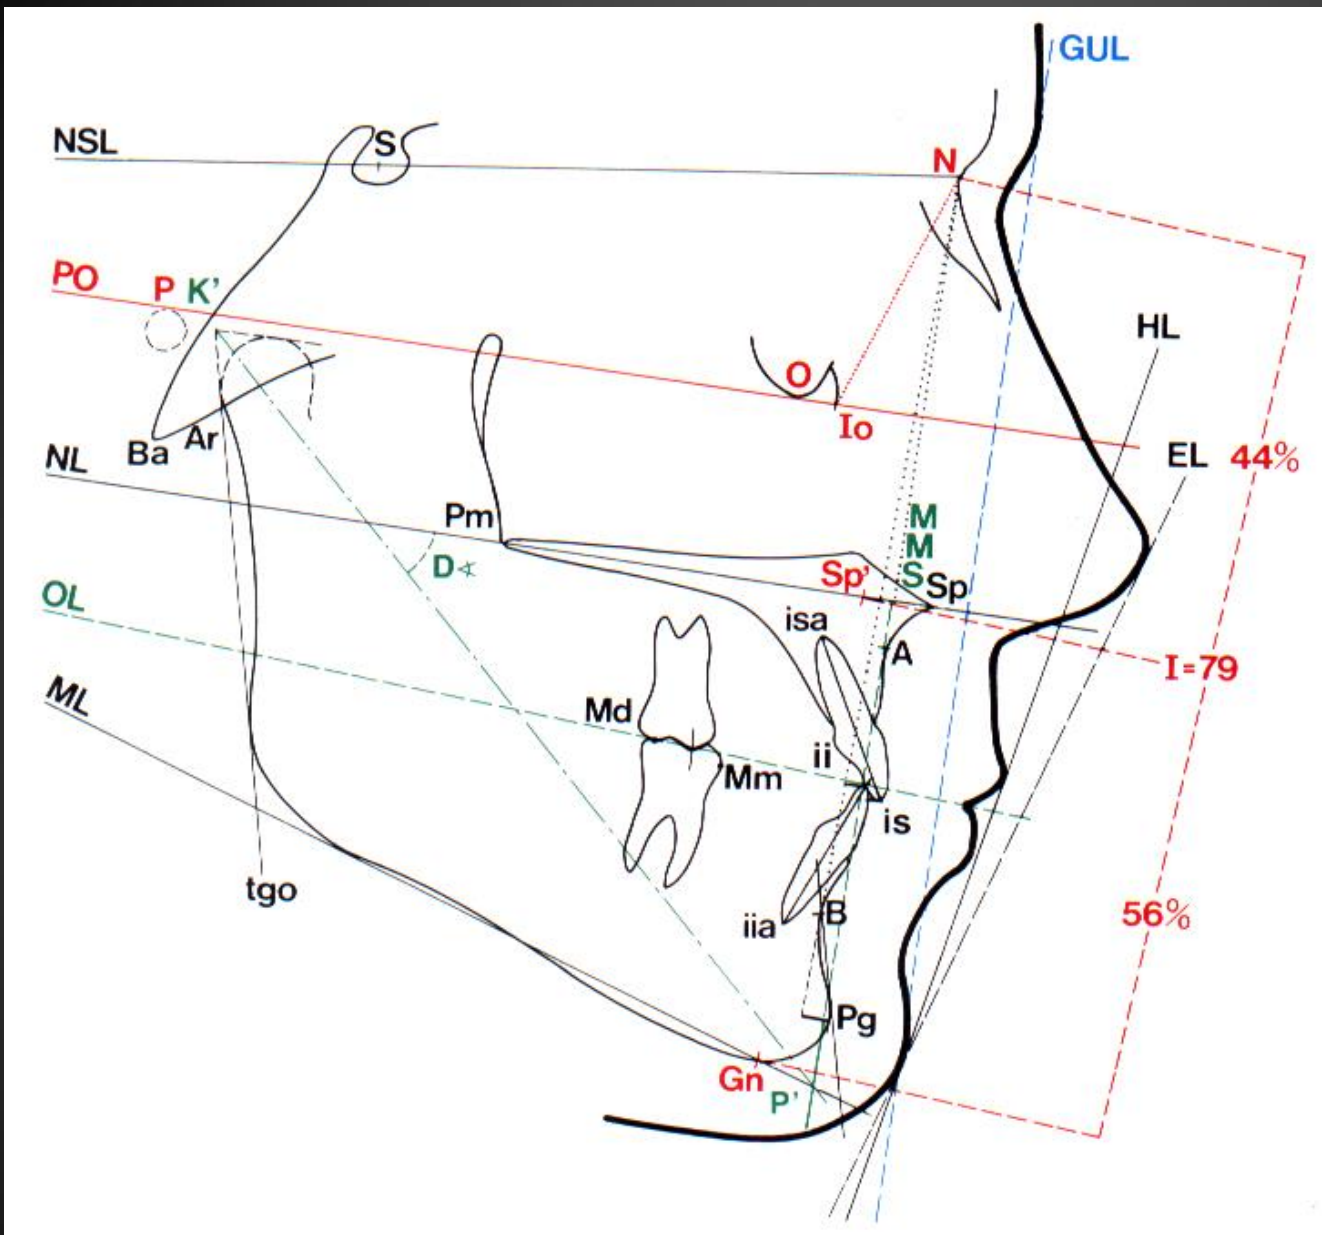 GUL
NSL
S
N
PO
P
K'
O
Io
HL
Ba
Ar
NL
Pm
D∢
EL
44%
M
M
S
Sp'
Sp
OL
isa
A
I=79
ML
Md
ii
Mm
is
tgo
iia
B
56%
Pg
Gn
P'